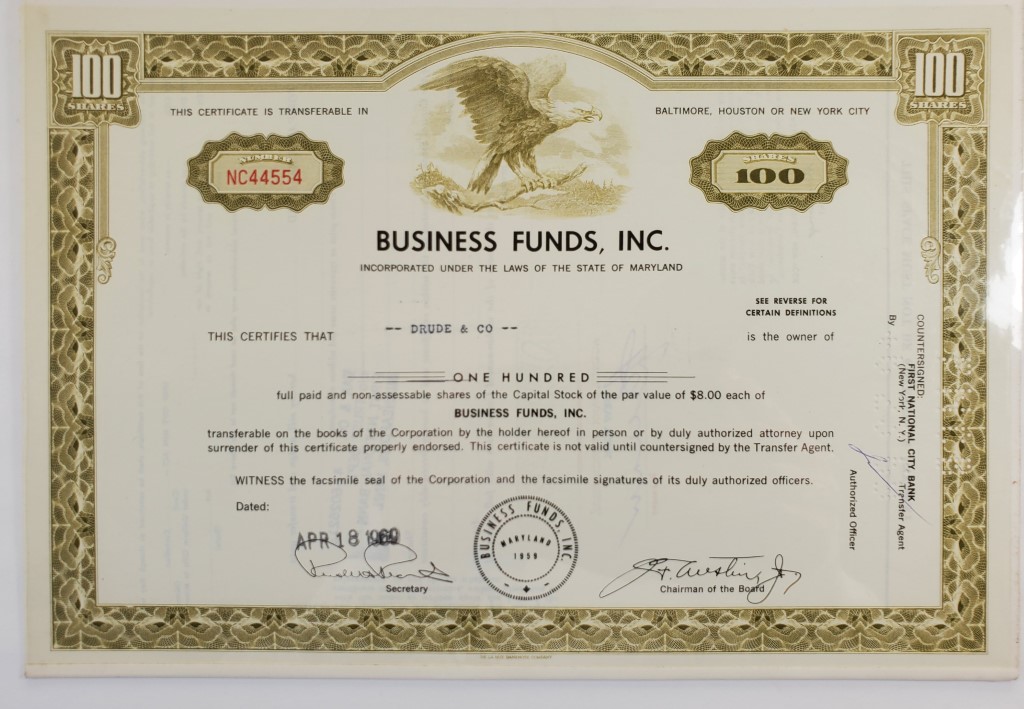 100
SHARES
100
SHARES
THIS CERTIFICATE IS TRANSFERABLE IN
BALTIMORE, HOUSTON OR NEW YORK CITY
NUMBER
NC44554
SHARES
100
BUSINESS FUNDS, INC.
INCORPORATED UNDER THE LAWS OF THE STATE OF MARYLAND
SEE REVERSE FOR
CERTAIN DEFINITIONS
THIS CERTIFIES THAT -- DRUDE & CO -- is the owner of
ONE HUNDRED
full paid and non-assessable shares of the Capital Stock of the par value of $8.00 each of
BUSINESS FUNDS, INC.
transferable on the books of the Corporation by the holder hereof in person or by duly authorized attorney upon
surrender of this certificate properly endorsed. This certificate is not valid until countersigned by the Transfer Agent.
WITNESS the facsimile seal of the Corporation and the facsimile signatures of its duly authorized officers.
Dated:
APR 18 1969
BUSINESS FUNDS, INC.
MARYLAND
1959
Secretary
Chairman of the Board
COUNTERSIGNED:
FIRST NATIONAL CITY BANK
(New York, N. Y.) Transfer Agent
By
Authorized Officer